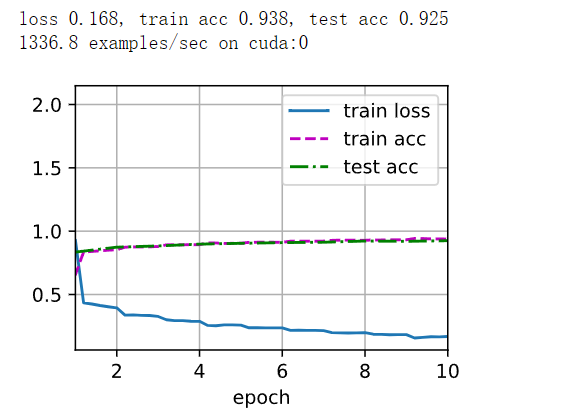 loss 0.168, train acc 0.938, test acc 0.925
1336.8 examples/sec on cuda:0
2.0
1.5
1.0
0.5
train loss
train acc
test acc
2 4 6 8 10
epoch